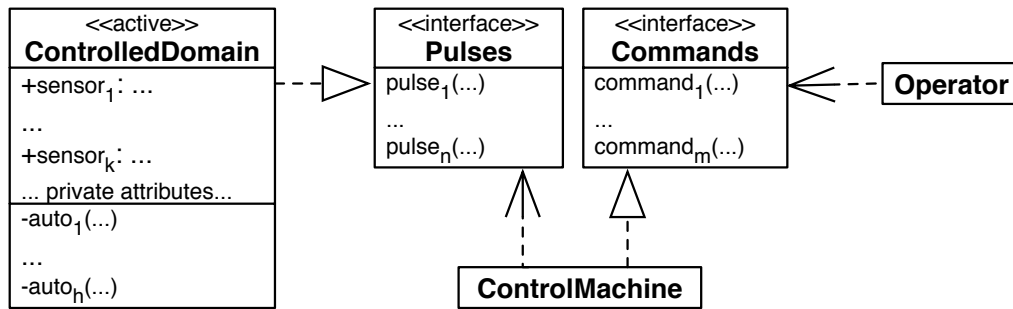 <<active>>
ControlledDomain
+sensor₁: ...
...
+sensorₖ: ...
... private attributes...
-auto₁(...)
...
-autoₕ(...)
<<interface>>
Pulses
pulse₁(...)
...
pulseₙ(...)
<<interface>>
Commands
command₁(...)
...
commandₘ(...)
Operator
ControlMachine